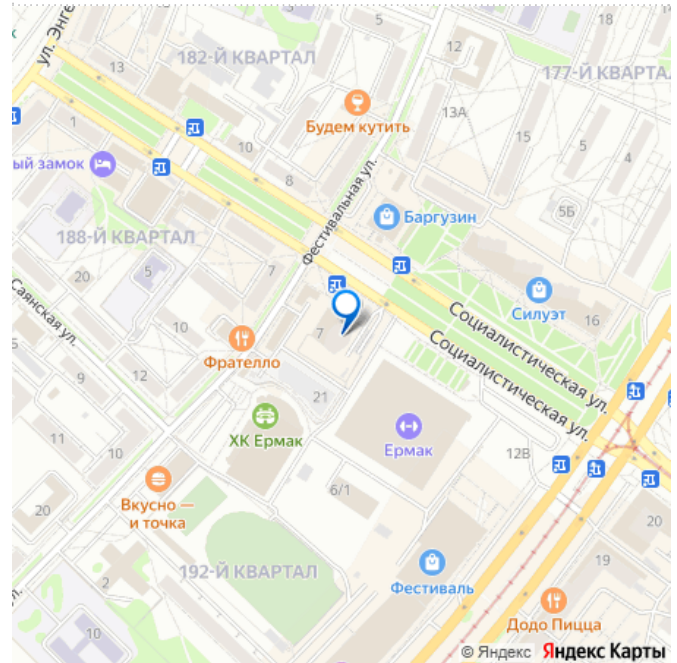 ул. Энге
182-Й КВАРТАЛ
12
177-Й КВАРТА
13
13А
Будем кутить
15
5
4
1
10
ый замок
8
Фестивальная ул.
5Б
Баргузин
188-Й КВАРТАЛ
20
5
7
Силуэт
16
Социалистическая ул.
Саянская ул.
10
7
Социалистическая ул.
Фрателло
9
12
21
ХК Ермак
Ермак
11
10
12В
6/1
Вкусно —
и точка
20
20
192-Й КВАРТАЛ
2
Фестиваль
19
л.
10
Додо Пицца
© Яндекс Яндекс Карты